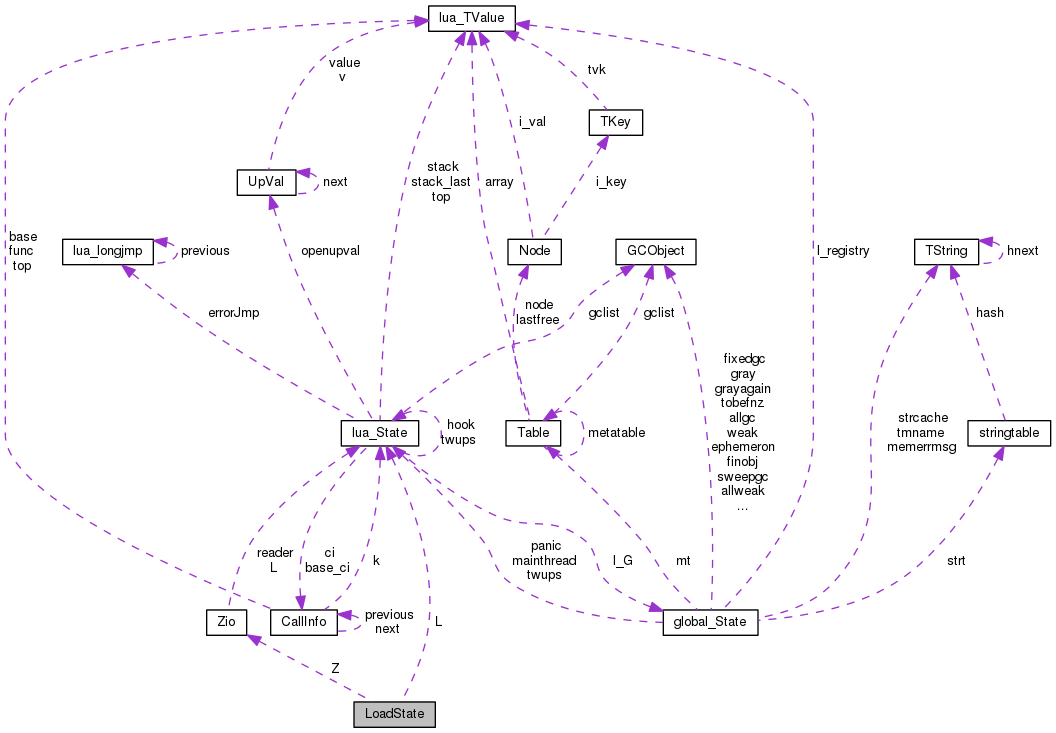 lua_TValue
value
v
tvk
TKey
i_val
stack
stack_last
top
array
i_key
UpVal
next
base
func
top
lua_longjmp
previous
openupval
Node
GCObject
l_registry
TString
hnext
errorJmp
node
lastfree
gclist
gclist
hash
fixedgc
gray
grayagain
tobefnz
allgc
weak
ephemeron
finobj
sweepgc
allweak
...
strcache
tmname
memerrmsg
lua_State
hook
twups
Table
metatable
stringtable
reader
L
ci
base_ci
k
panic
mainthread
twups
l_G
mt
strt
Zio
CallInfo
previous
next
L
global_State
Z
LoadState